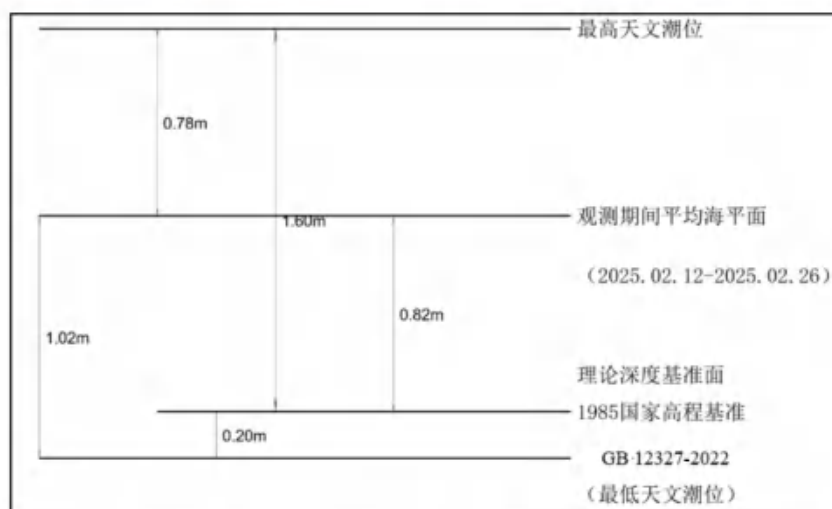 最高天文潮位
0.78m
1.60m
观测期间平均海平面
（2025.02.12-2025.02.26）
0.82m
1.02m
理论深度基准面
1985国家高程基准
0.20m
GB 12327-2022
（最低天文潮位）